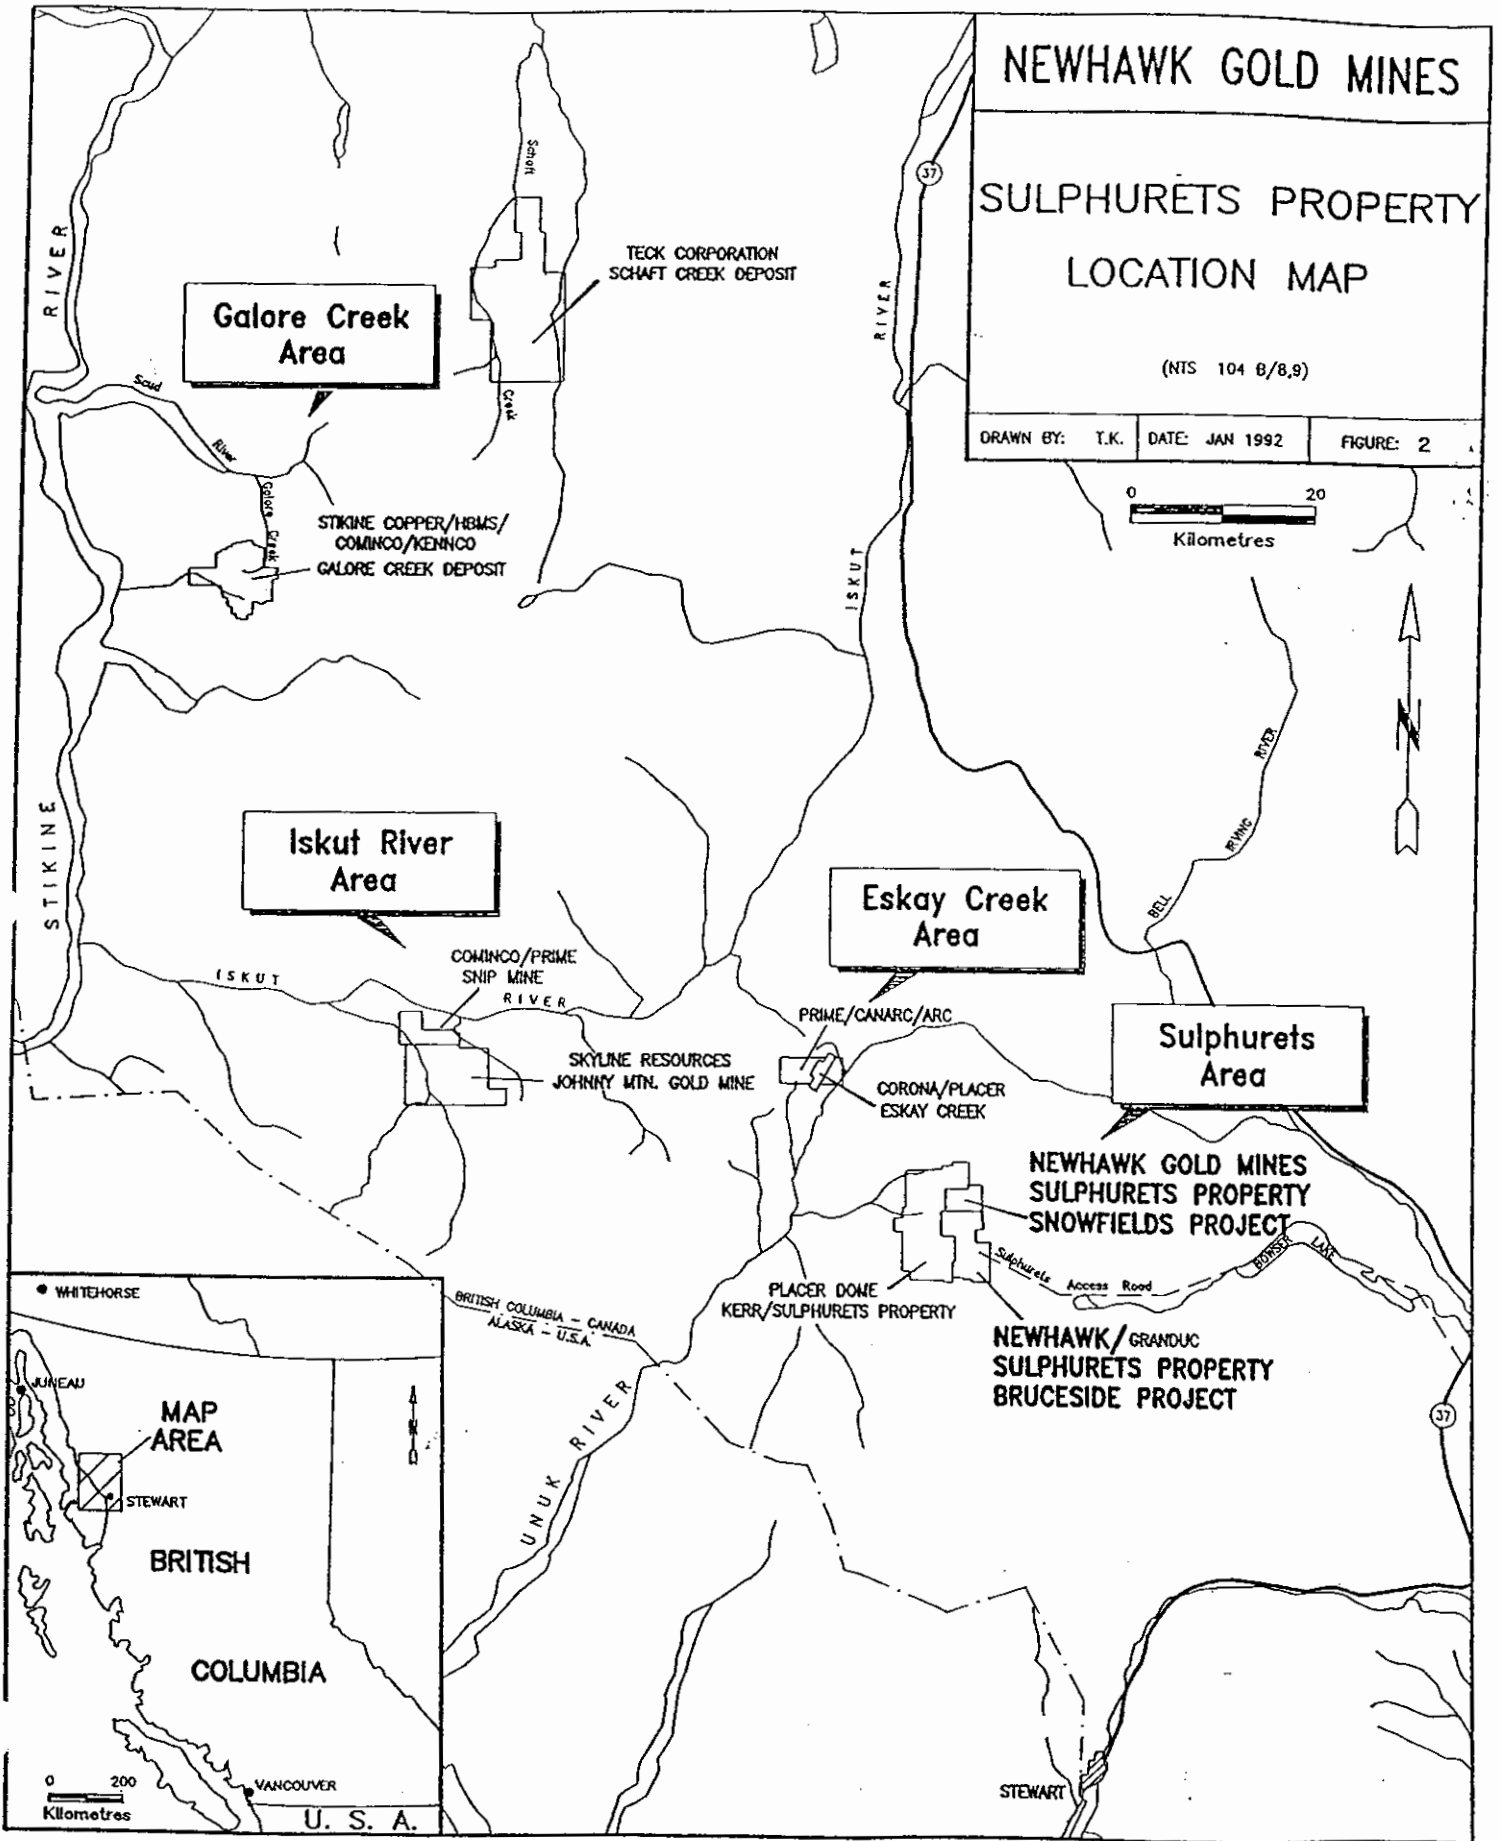 NEWHAWK GOLD MINES
SULPHURETS PROPERTY
LOCATION MAP
(NTS 104 B/8,9)
DRAWN BY: T.K.
DATE: JAN 1992
FIGURE: 2
0 20
Kilometres
N
37
RIVER
STIKINE
Galore Creek
Area
Scud
River
Galore
Creek
Schaft
Creek
TECK CORPORATION
SCHAFT CREEK DEPOSIT
STIKINE COPPER/HBMS/
COMINCO/KENNCO
GALORE CREEK DEPOSIT
RIVER
ISKUT
RIVER
IRVING
BELL
Iskut River
Area
ISKUT
RIVER
COMINCO/PRIME
SNIP MINE
SKYLINE RESOURCES
JOHNNY MTN. GOLD MINE
Eskay Creek
Area
PRIME/CANARC/ARC
CORONA/PLACER
ESKAY CREEK
Sulphurets
Area
NEWHAWK GOLD MINES
SULPHURETS PROPERTY
SNOWFIELDS PROJECT
Sulphurets Access Road
BOWSER LAKE
PLACER DOME
KERR/SULPHURETS PROPERTY
NEWHAWK/GRANDUC
SULPHURETS PROPERTY
BRUCESIDE PROJECT
37
BRITISH COLUMBIA - CANADA
ALASKA - U.S.A.
UNUK RIVER
STEWART
WHITEHORSE
JUNEAU
MAP
AREA
N
STEWART
BRITISH
COLUMBIA
VANCOUVER
0 200
Kilometres
U. S. A.